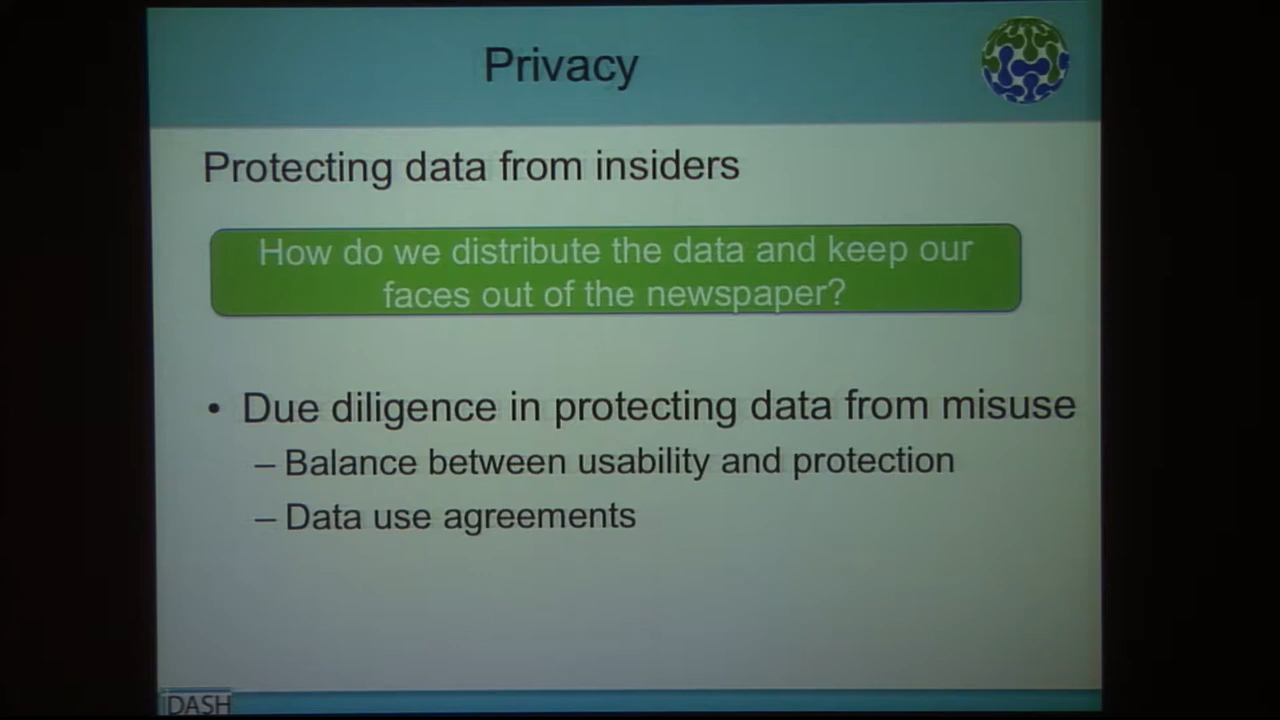 Privacy
Protecting data from insiders
How do we distribute the data and keep our
faces out of the newspaper?
• Due diligence in protecting data from misuse
– Balance between usability and protection
– Data use agreements
iDASH